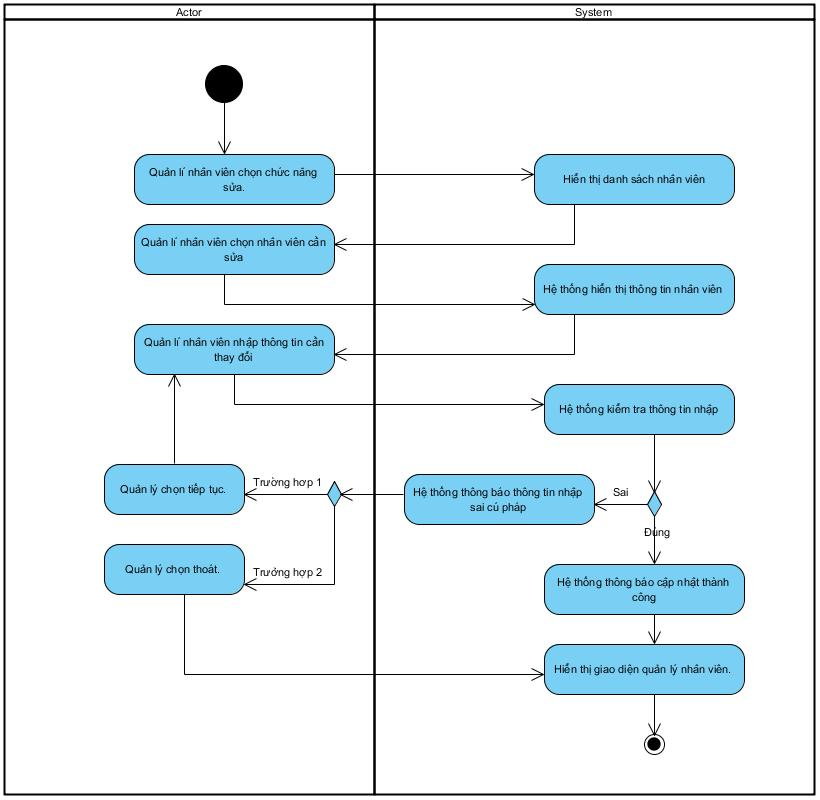 Actor
System
Quản lí nhân viên chọn chức năng
sửa.
Hiển thị danh sách nhân viên
Quản lí nhân viên chọn nhân viên cần
sửa
Hệ thống hiển thị thông tin nhân viên
Quản lí nhân viên nhập thông tin cần
thay đổi
Hệ thống kiểm tra thông tin nhập
Quản lý chọn tiếp tục.
Trường hợp 1
Hệ thống thông báo thông tin nhập
sai cú pháp
Sai
Đúng
Quản lý chọn thoát.
Trưởng hợp 2
Hệ thống thông báo cập nhật thành
công
Hiển thị giao diện quản lý nhân viên.